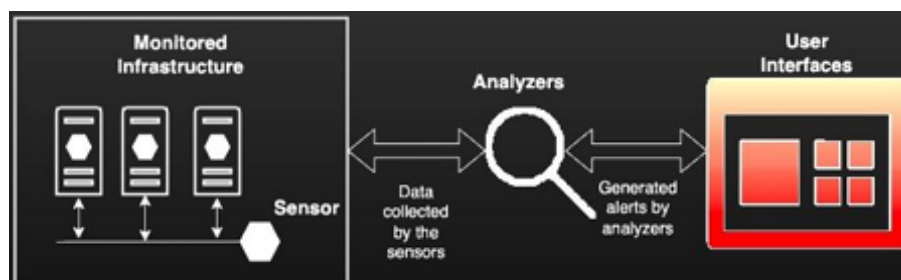 Monitored
Infrastructure
Sensor
Analyzers
Data
collected
by the
sensors
Generated
alerts by
analyzers
User
Interfaces